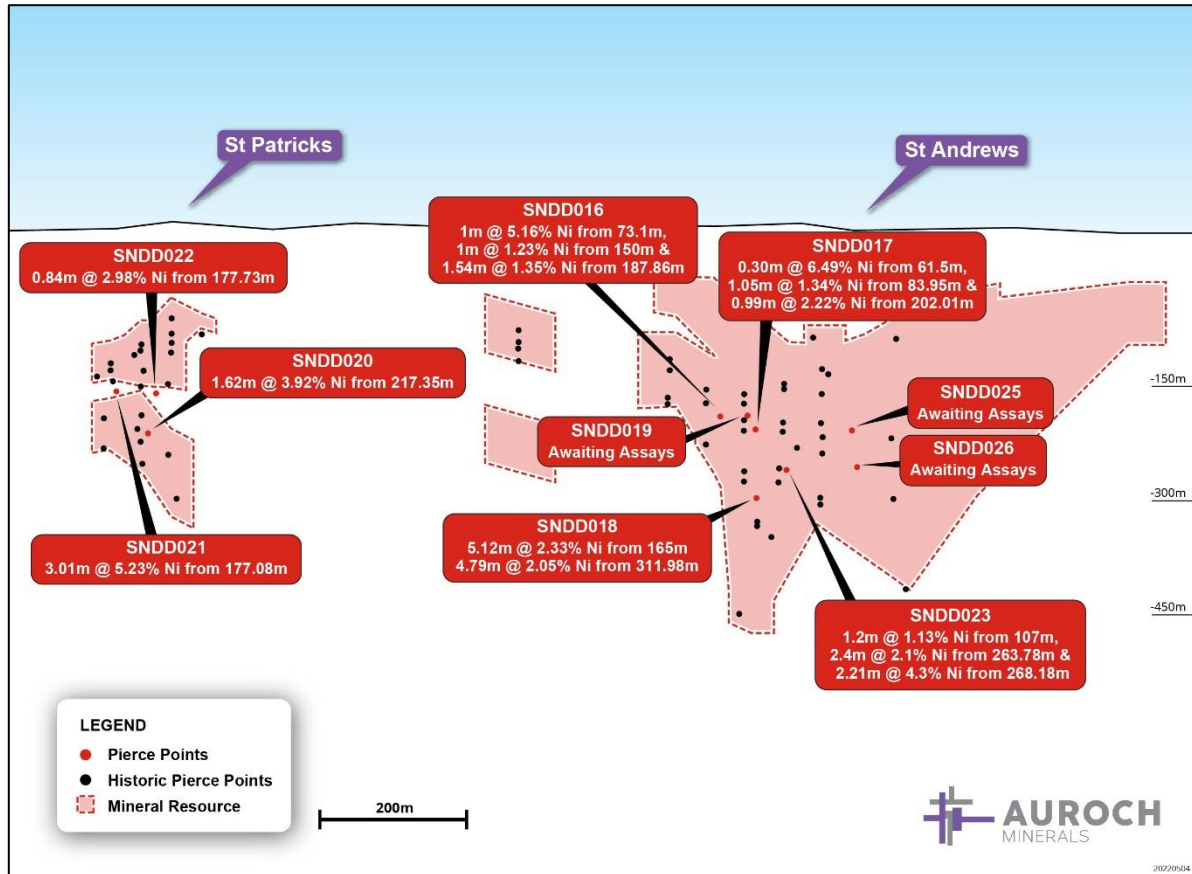 St Patricks
St Andrews
SNDD016
1m @ 5.16% Ni from 73.1m,
1m @ 1.23% Ni from 150m &
1.54m @ 1.35% Ni from 187.86m
SNDD017
0.30m @ 6.49% Ni from 61.5m,
1.05m @ 1.34% Ni from 83.95m &
0.99m @ 2.22% Ni from 202.01m
SNDD022
0.84m @ 2.98% Ni from 177.73m
SNDD020
1.62m @ 3.92% Ni from 217.35m
-150m
SNDD025
Awaiting Assays
SNDD019
Awaiting Assays
SNDD026
Awaiting Assays
-300m
SNDD018
5.12m @ 2.33% Ni from 165m
4.79m @ 2.05% Ni from 311.98m
SNDD021
3.01m @ 5.23% Ni from 177.08m
-450m
SNDD023
1.2m @ 1.13% Ni from 107m,
2.4m @ 2.1% Ni from 263.78m &
2.21m @ 4.3% Ni from 268.18m
LEGEND
Pierce Points
Historic Pierce Points
Mineral Resource
200m
AUROCH
MINERALS
20220504